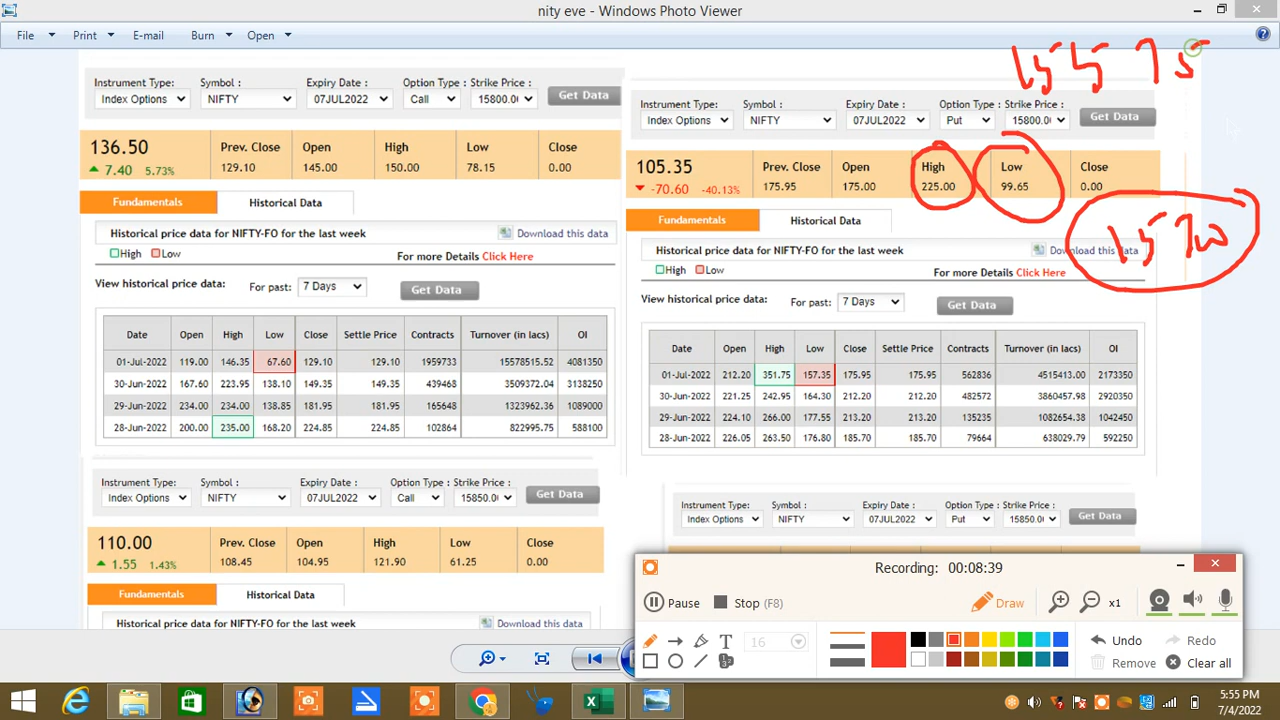 nity eve - Windows Photo Viewer
File Print E-mail Burn Open
15575
Instrument Type: Symbol : Expiry Date : Option Type : Strike Price :
Index Options NIFTY 07JUL2022 Call 15800.0 Get Data
136.50 Prev. Close Open High Low Close
7.40 5.73% 129.10 145.00 150.00 78.15 0.00
Fundamentals Historical Data
Historical price data for NIFTY-FO for the last week Download this data
High Low For more Details Click Here
View historical price data: For past: 7 Days Get Data
Date Open High Low Close Settle Price Contracts Turnover (in lacs) OI
01-Jul-2022 119.00 146.35 67.60 129.10 129.10 1959733 15578515.52 4081350
30-Jun-2022 167.60 223.95 138.10 149.35 149.35 439468 3509372.04 3138250
29-Jun-2022 234.00 234.00 138.85 181.95 181.95 165648 1323962.36 1089000
28-Jun-2022 200.00 235.00 168.20 224.85 224.85 102864 822995.75 588100
Instrument Type: Symbol : Expiry Date : Option Type : Strike Price :
Index Options NIFTY 07JUL2022 Put 15800.0 Get Data
105.35 Prev. Close Open High Low Close
-70.60 -40.13% 175.95 175.00 225.00 99.65 0.00
15700
Fundamentals Historical Data
Historical price data for NIFTY-FO for the last week Download this data
High Low For more Details Click Here
View historical price data: For past: 7 Days Get Data
Date Open High Low Close Settle Price Contracts Turnover (in lacs) OI
01-Jul-2022 212.20 351.75 157.35 175.95 175.95 562836 4515413.00 2173350
30-Jun-2022 221.25 242.95 164.30 212.20 212.20 482572 3860457.98 2920350
29-Jun-2022 224.10 266.00 177.55 213.20 213.20 135235 1082654.38 1042450
28-Jun-2022 226.05 263.50 176.80 185.70 185.70 79664 638029.79 592250
Instrument Type: Symbol : Expiry Date : Option Type : Strike Price :
Index Options NIFTY 07JUL2022 Call 15850.0 Get Data
110.00 Prev. Close Open High Low Close
1.55 1.43% 108.45 104.95 121.90 61.25 0.00
Fundamentals Historical Data
Historical price data for NIFTY-FO for the last week Download this data
Instrument Type: Symbol : Expiry Date : Option Type : Strike Price :
Index Options NIFTY 07JUL2022 Put 15850.0 Get Data
Recording: 00:08:39
Pause Stop (F8) Draw x1
16 Undo Redo
Remove Clear all
5:55 PM
7/4/2022